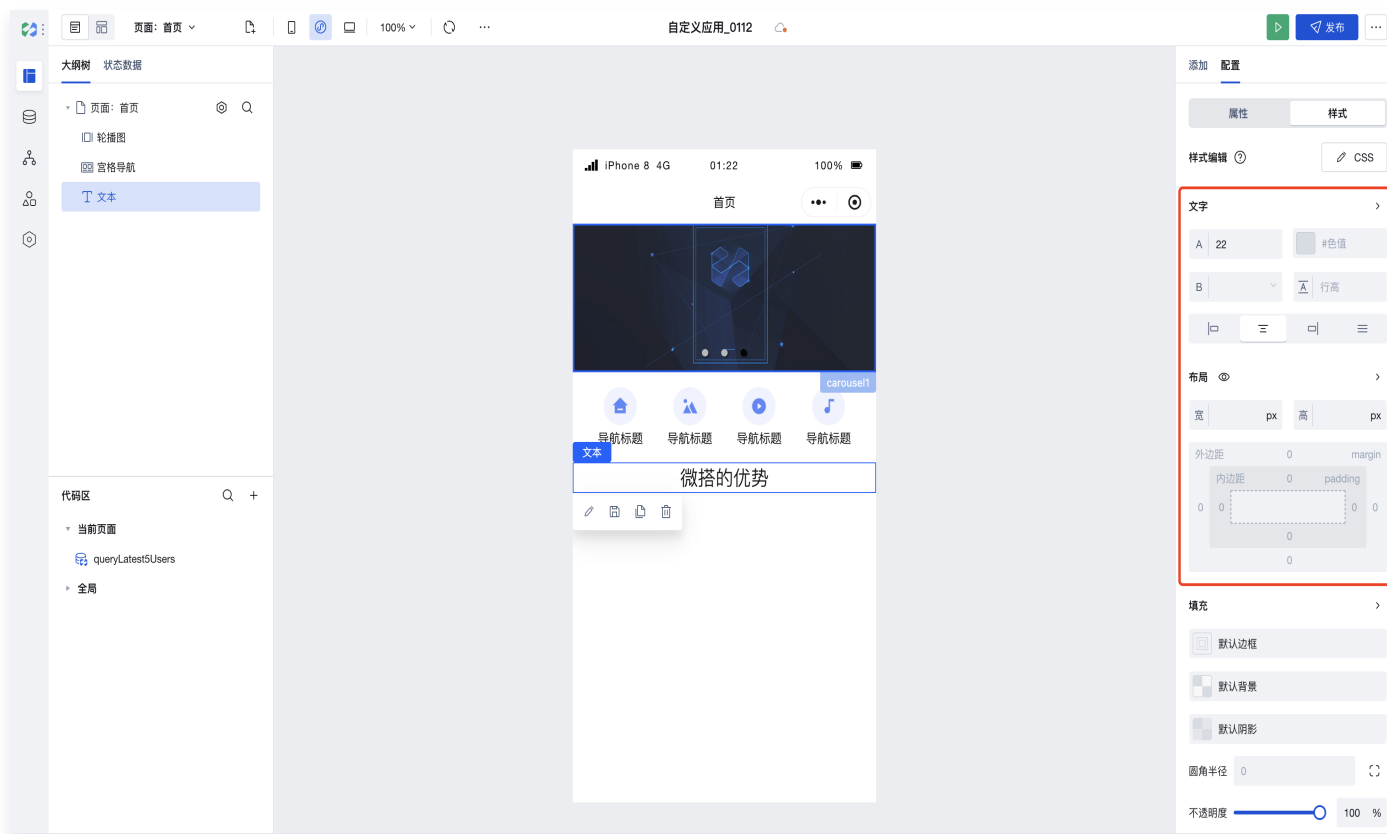 页面：首页
100%
自定义应用_0112
发布
大纲树 状态数据
页面：首页
轮播图
宫格导航
文本
代码区
当前页面
queryLatest5Users
全局
iPhone 8 4G 01:22 100%
首页
carousel1
导航标题 导航标题 导航标题 导航标题
文本
微搭的优势
添加 配置
属性 样式
样式编辑 CSS
文字
A 22 #色值
B A 行高
布局
宽 px 高 px
外边距 0 margin
内边距 0 padding
0 0 0 0
0
0
填充
默认边框
默认背景
默认阴影
圆角半径 0
不透明度 100 %